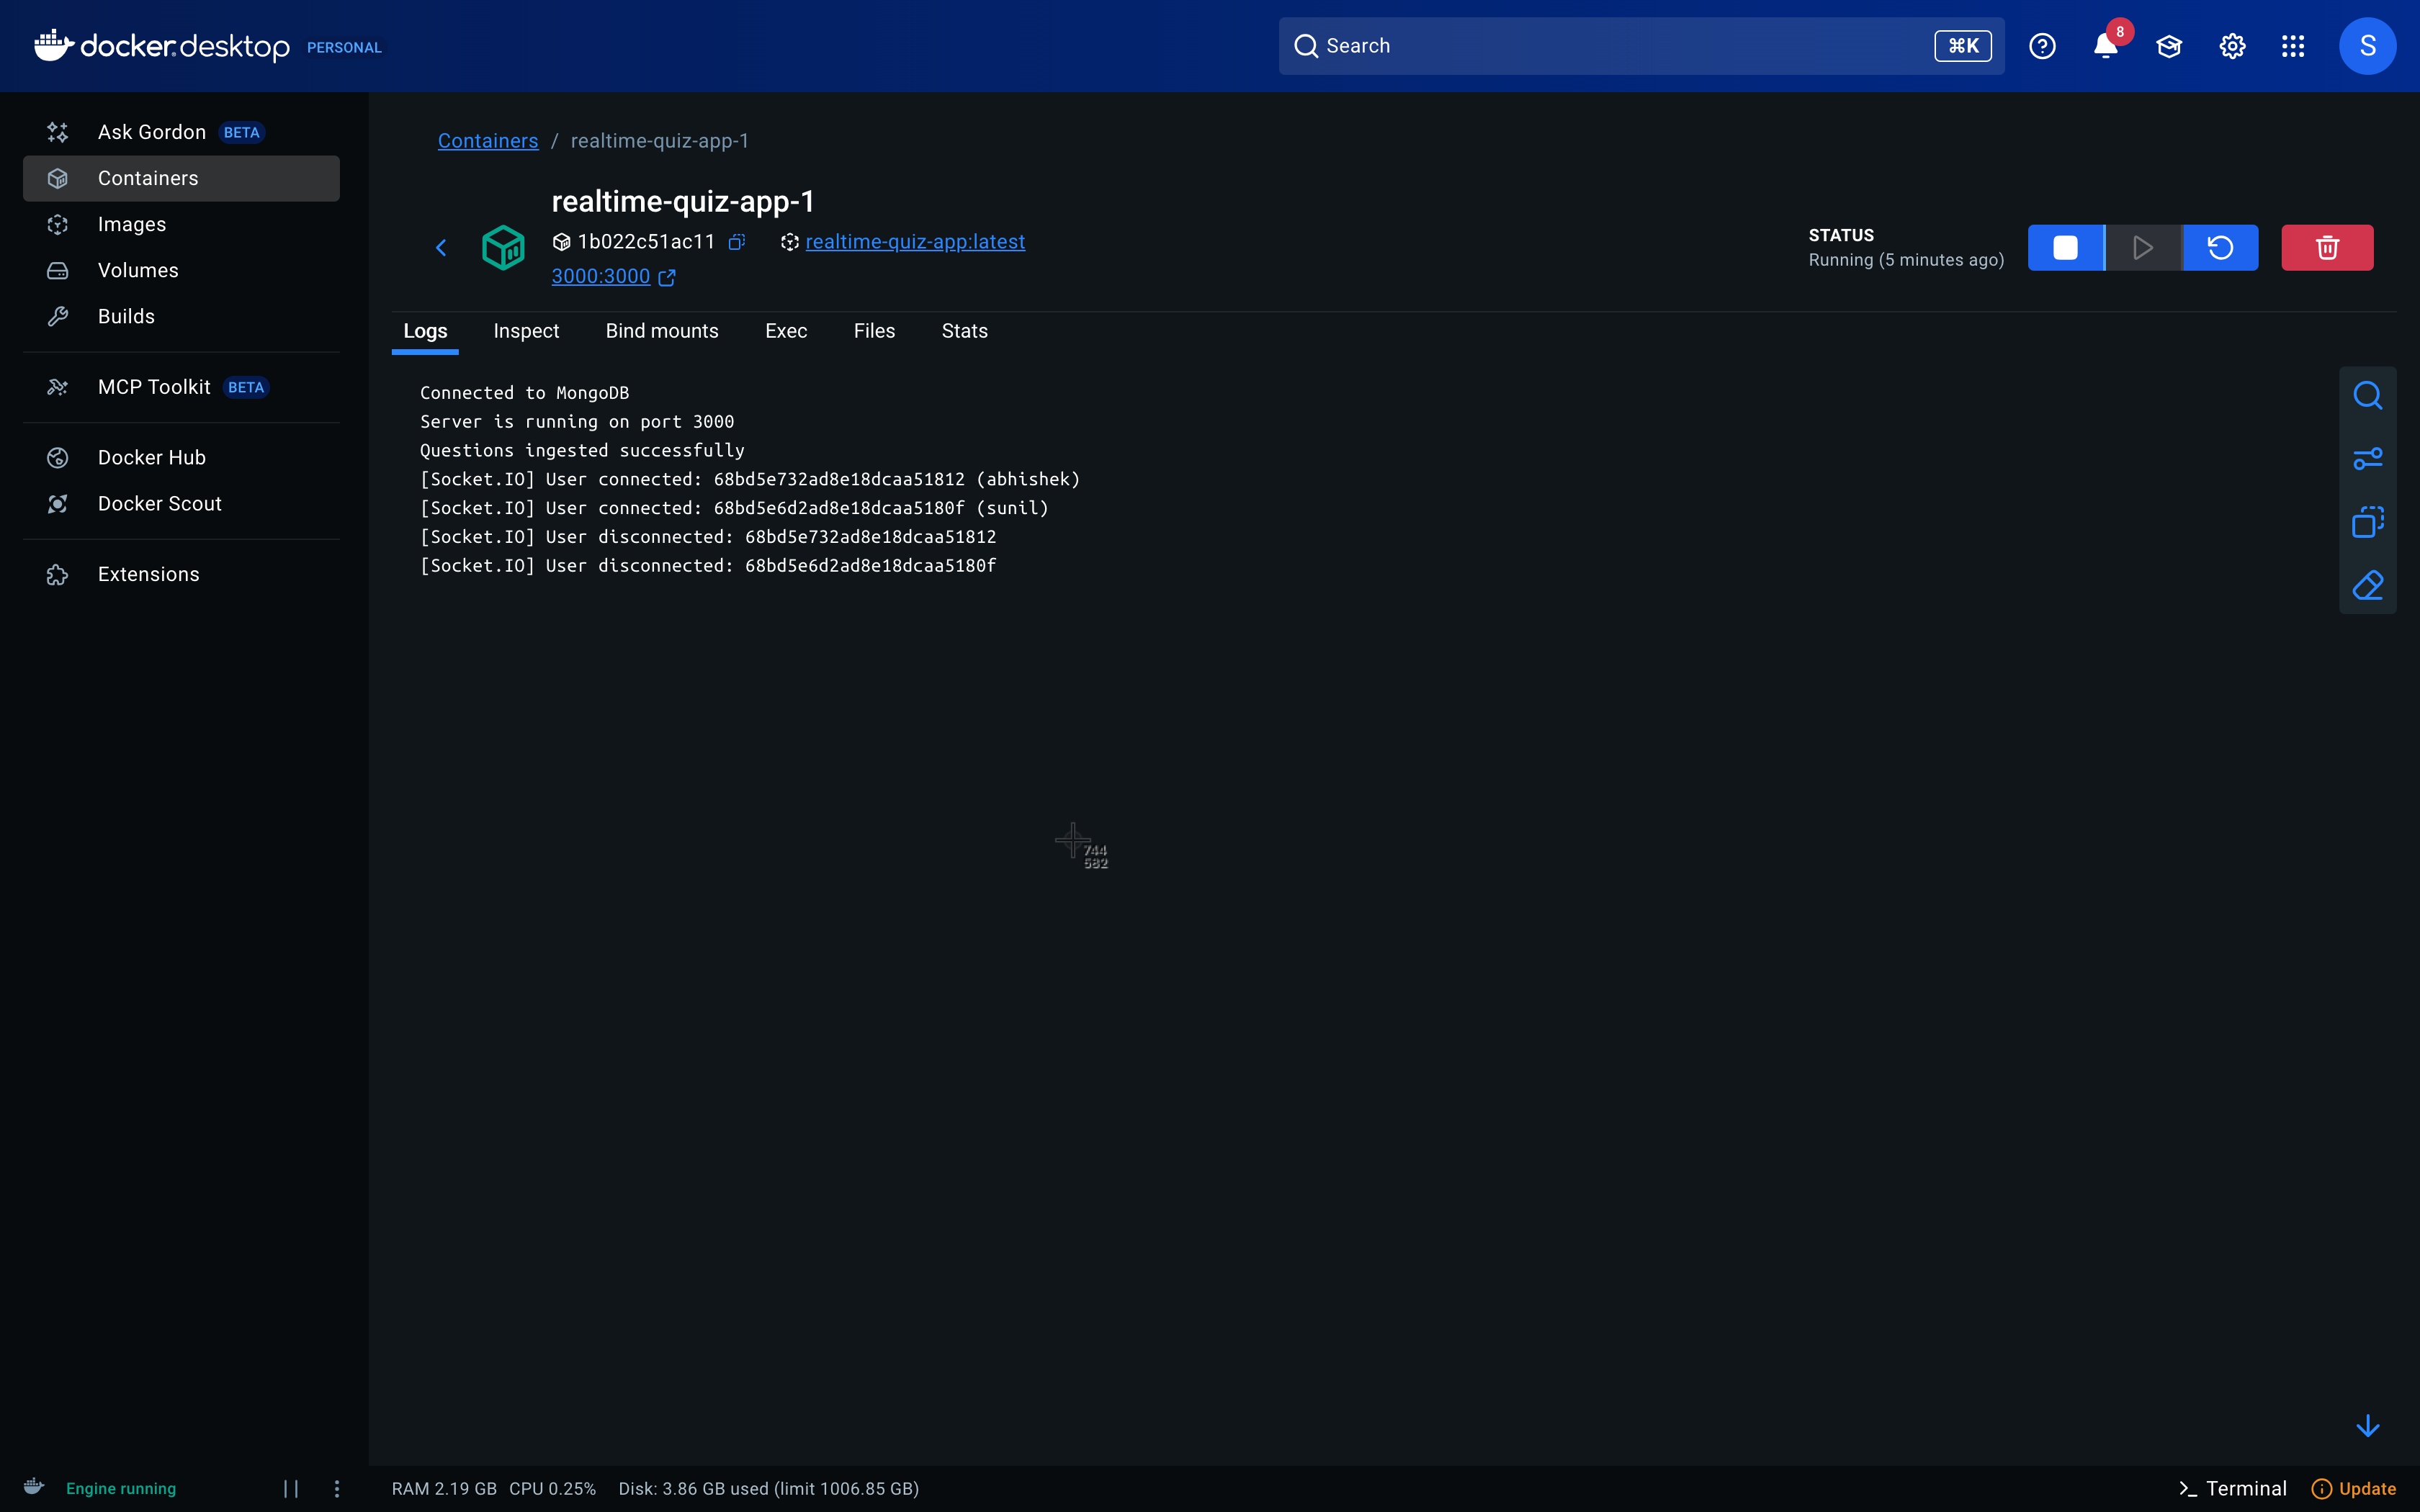 docker.desktop PERSONAL
Search ⌘K
8
S
Ask Gordon BETA
Containers
Images
Volumes
Builds
MCP Toolkit BETA
Docker Hub
Docker Scout
Extensions
Containers / realtime-quiz-app-1
realtime-quiz-app-1
1b022c51ac11 realtime-quiz-app:latest
3000:3000
STATUS
Running (5 minutes ago)
Logs Inspect Bind mounts Exec Files Stats
Connected to MongoDB
Server is running on port 3000
Questions ingested successfully
[Socket.IO] User connected: 68bd5e732ad8e18dcaa51812 (abhishek)
[Socket.IO] User connected: 68bd5e6d2ad8e18dcaa5180f (sunil)
[Socket.IO] User disconnected: 68bd5e732ad8e18dcaa51812
[Socket.IO] User disconnected: 68bd5e6d2ad8e18dcaa5180f
744
582
Engine running
RAM 2.19 GB CPU 0.25% Disk: 3.86 GB used (limit 1006.85 GB)
Terminal
Update